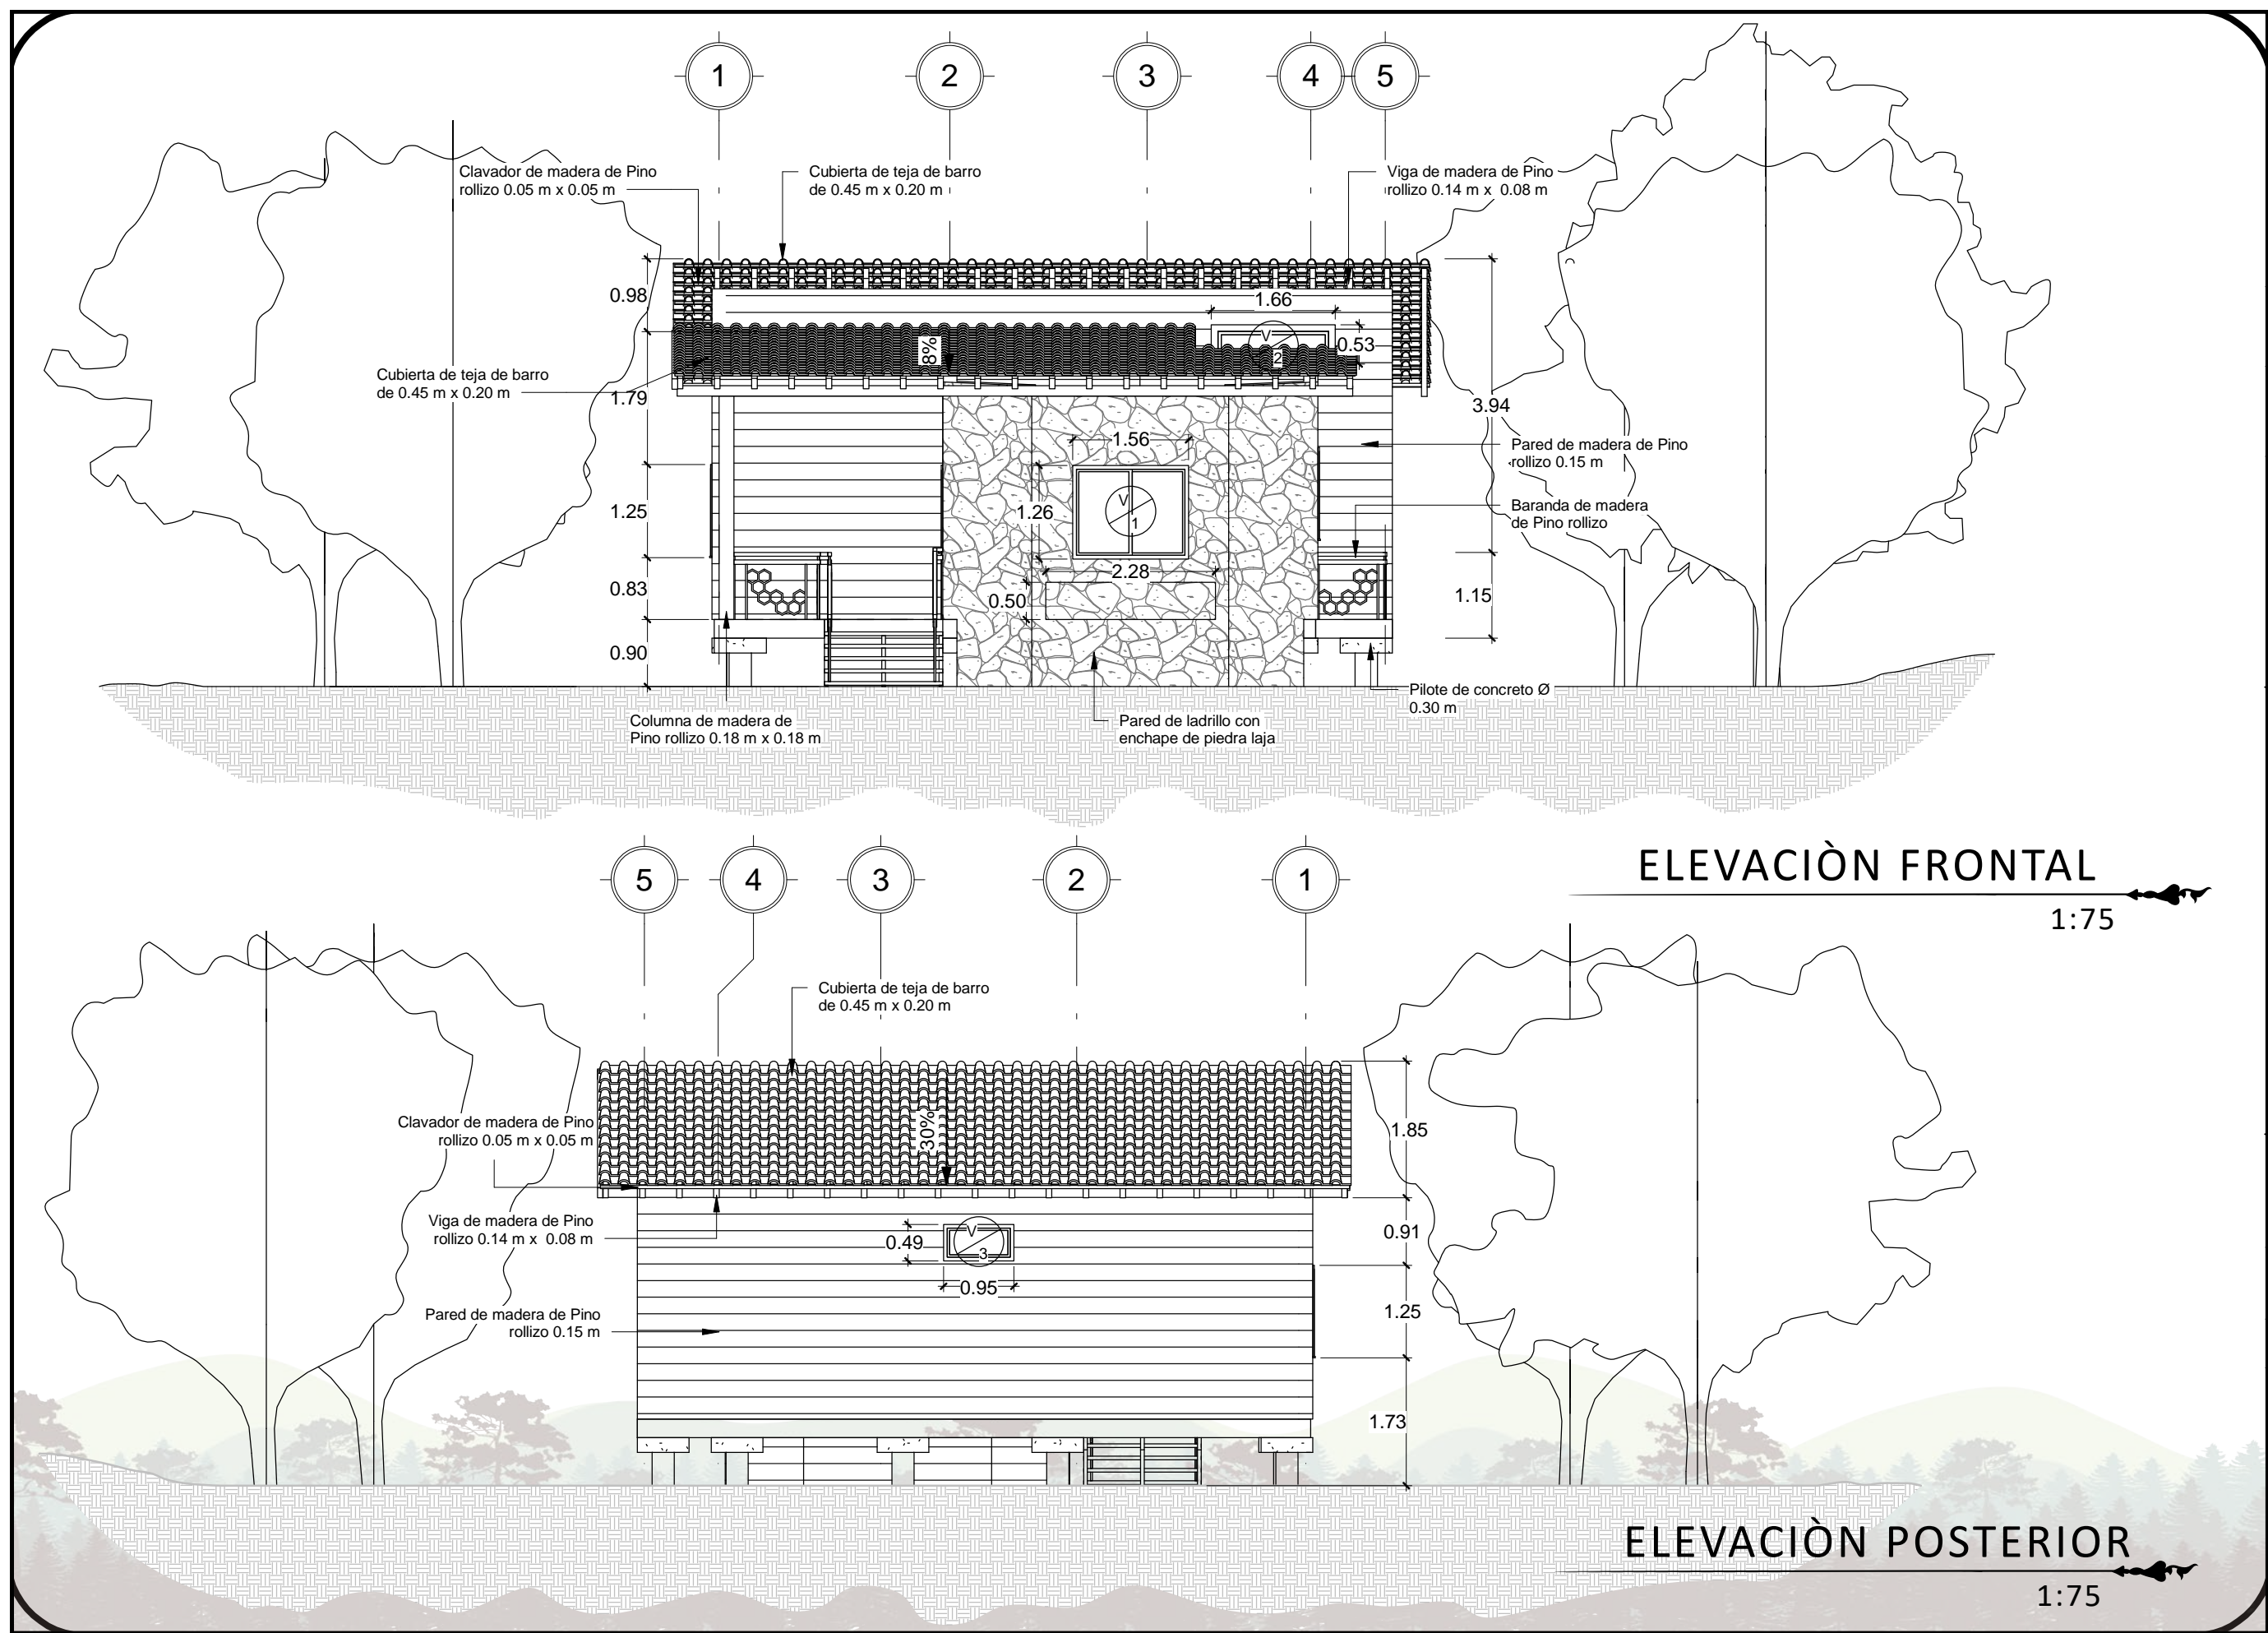 1
2
3
4
5
Clavador de madera de Pino
rollizo 0.05 m x 0.05 m
Cubierta de teja de barro
de 0.45 m x 0.20 m
Viga de madera de Pino
rollizo 0.14 m x 0.08 m
0.98
1.66
V
2
0.53
8%
Cubierta de teja de barro
de 0.45 m x 0.20 m
1.79
3.94
1.56
Pared de madera de Pino
rollizo 0.15 m
V
1
1.25
1.26
Baranda de madera
de Pino rollizo
2.28
0.83
0.50
1.15
0.90
Pilote de concreto Ø
0.30 m
Columna de madera de
Pino rollizo 0.18 m x 0.18 m
Pared de ladrillo con
enchape de piedra laja
ELEVACIÒN FRONTAL
1:75
5
4
3
2
1
Cubierta de teja de barro
de 0.45 m x 0.20 m
Clavador de madera de Pino
rollizo 0.05 m x 0.05 m
30%
1.85
Viga de madera de Pino
rollizo 0.14 m x 0.08 m
0.49
V
3
0.91
0.95
Pared de madera de Pino
rollizo 0.15 m
1.25
1.73
ELEVACIÒN POSTERIOR
1:75